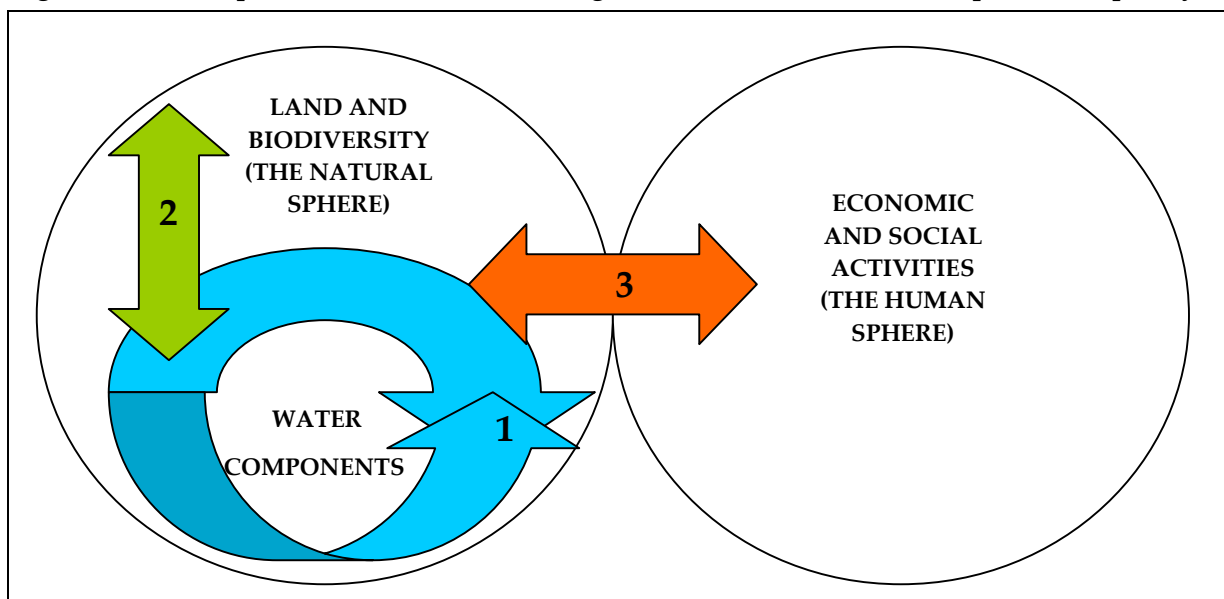 LAND AND
BIODIVERSITY
(THE NATURAL
SPHERE)
2
ECONOMIC
AND SOCIAL
ACTIVITIES
(THE HUMAN
SPHERE)
3
WATER
COMPONENTS
1